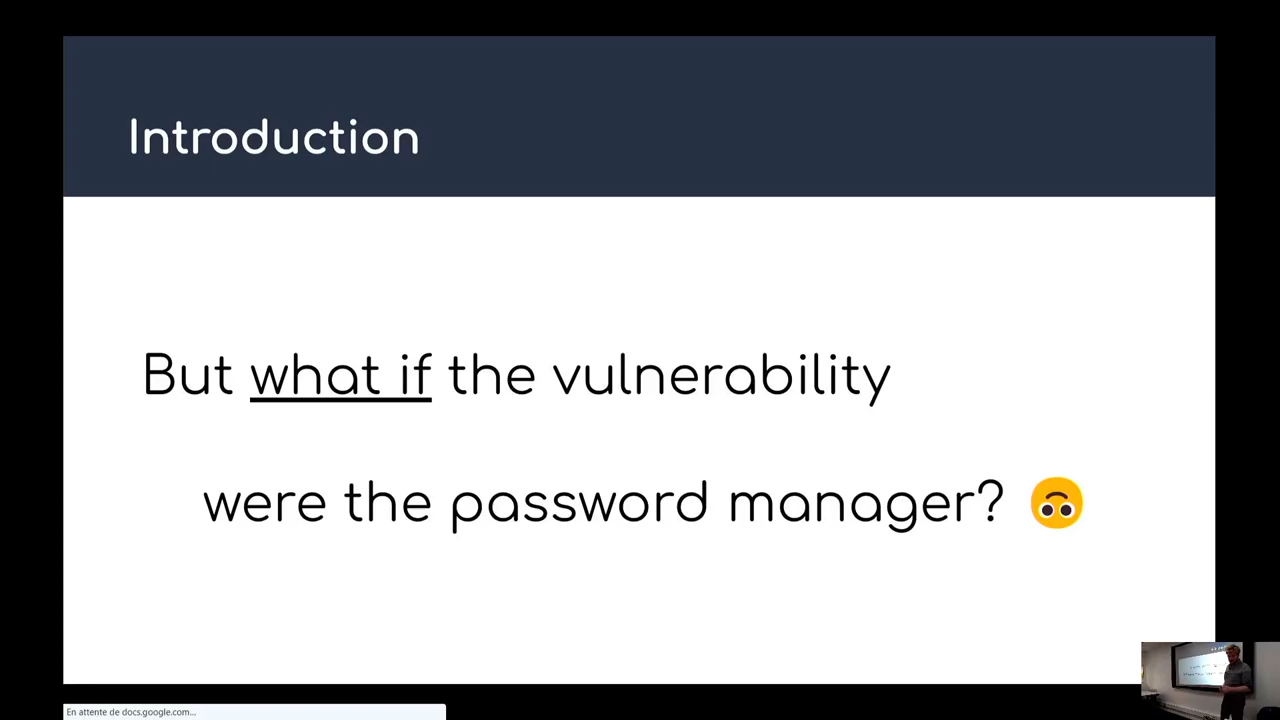 Introduction
But what if the vulnerability
were the password manager? 🙃
En attente de docs.google.com...